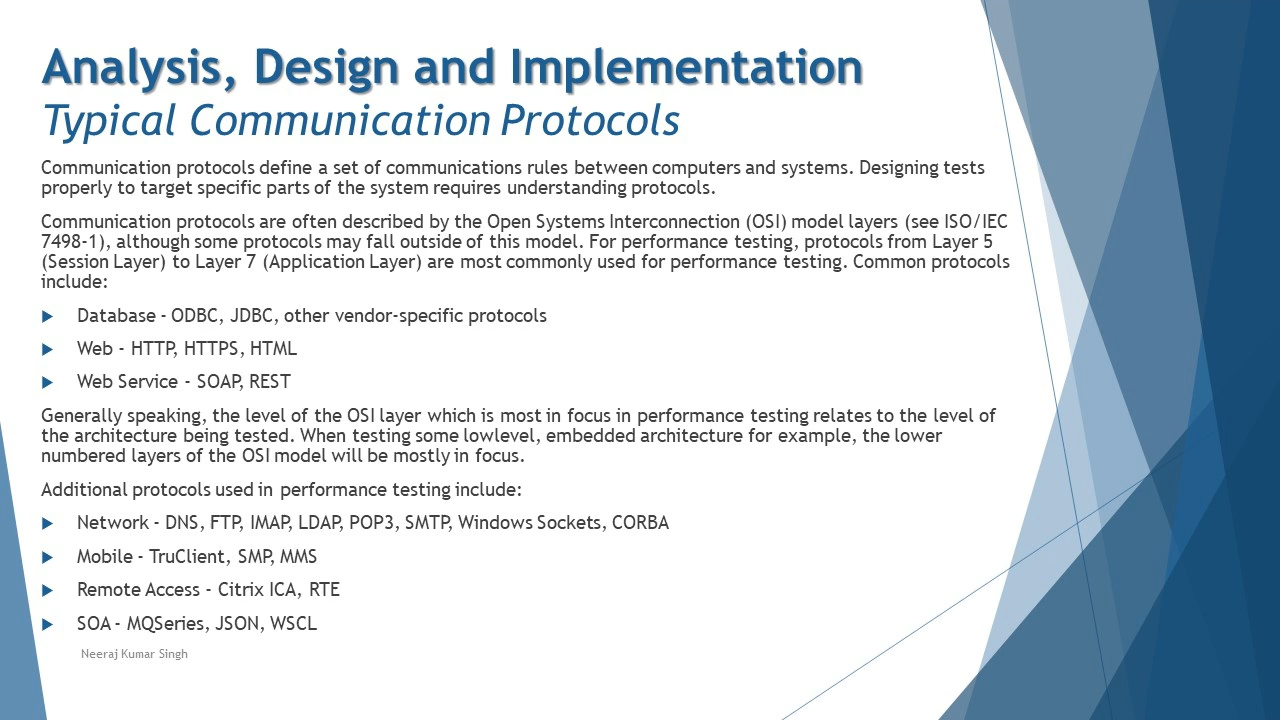 Analysis, Design and Implementation
Typical Communication Protocols
Communication protocols define a set of communications rules between computers and systems. Designing tests
properly to target specific parts of the system requires understanding protocols.
Communication protocols are often described by the Open Systems Interconnection (OSI) model layers (see ISO/IEC
7498-1), although some protocols may fall outside of this model. For performance testing, protocols from Layer 5
(Session Layer) to Layer 7 (Application Layer) are most commonly used for performance testing. Common protocols
include:
Database - ODBC, JDBC, other vendor-specific protocols
Web - HTTP, HTTPS, HTML
Web Service - SOAP, REST
Generally speaking, the level of the OSI layer which is most in focus in performance testing relates to the level of
the architecture being tested. When testing some lowlevel, embedded architecture for example, the lower
numbered layers of the OSI model will be mostly in focus.
Additional protocols used in performance testing include:
Network - DNS, FTP, IMAP, LDAP, POP3, SMTP, Windows Sockets, CORBA
Mobile - TruClient, SMP, MMS
Remote Access - Citrix ICA, RTE
SOA - MQSeries, JSON, WSCL
Neeraj Kumar Singh